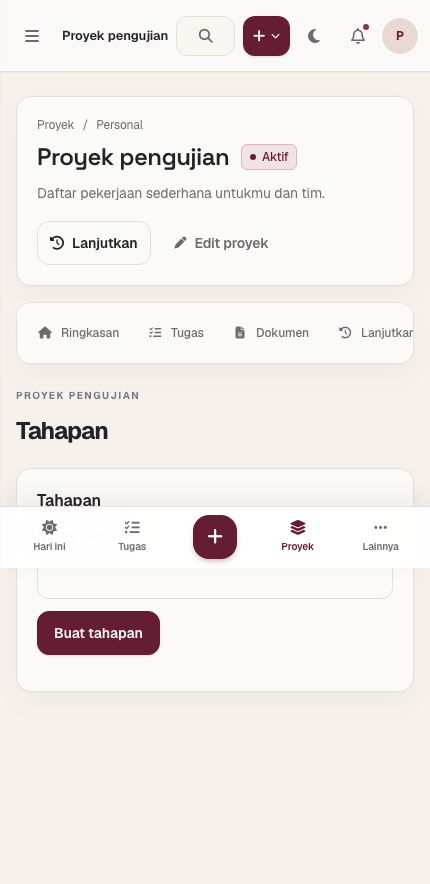 Proyek pengujian
P
Proyek / Personal
Proyek pengujian
Aktif
Daftar pekerjaan sederhana untukmu dan tim.
Lanjutkan
Edit proyek
Ringkasan
Tugas
Dokumen
Lanjutkan
PROYEK PENGUJIAN
Tahapan
Tahapan
Hari ini
Tugas
Proyek
Lainnya
Buat tahapan